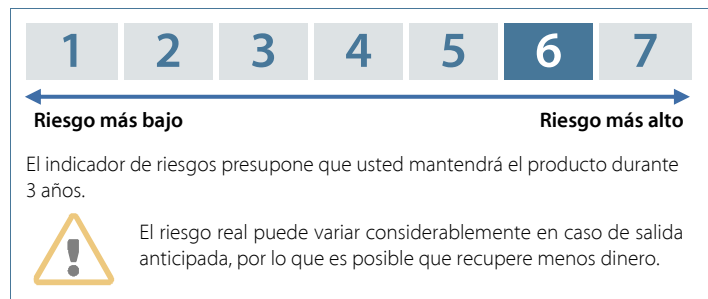 1 2 3 4 5 6 7
Riesgo más bajo Riesgo más alto
El indicador de riesgos presupone que usted mantendrá el producto durante
3 años.
El riesgo real puede variar considerablemente en caso de salida
anticipada, por lo que es posible que recupere menos dinero.